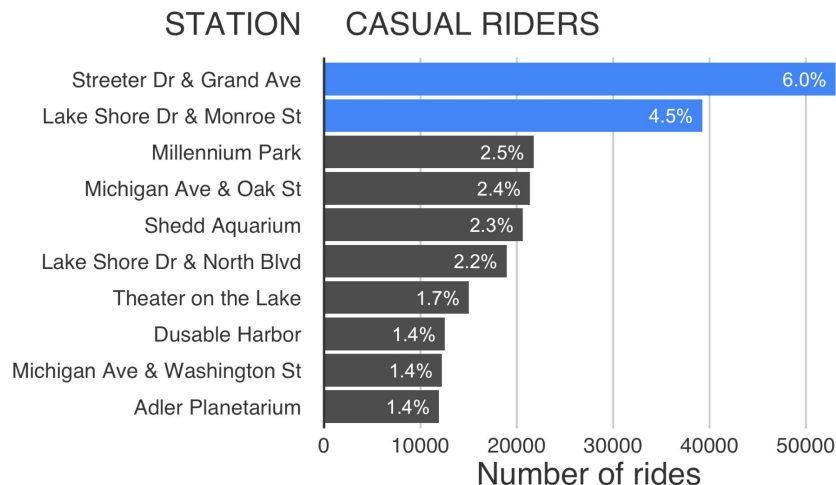 STATION CASUAL RIDERS
Streeter Dr & Grand Ave 6.0%
Lake Shore Dr & Monroe St 4.5%
Millennium Park 2.5%
Michigan Ave & Oak St 2.4%
Shedd Aquarium 2.3%
Lake Shore Dr & North Blvd 2.2%
Theater on the Lake 1.7%
Dusable Harbor 1.4%
Michigan Ave & Washington St 1.4%
Adler Planetarium 1.4%
0 10000 20000 30000 40000 50000
Number of rides